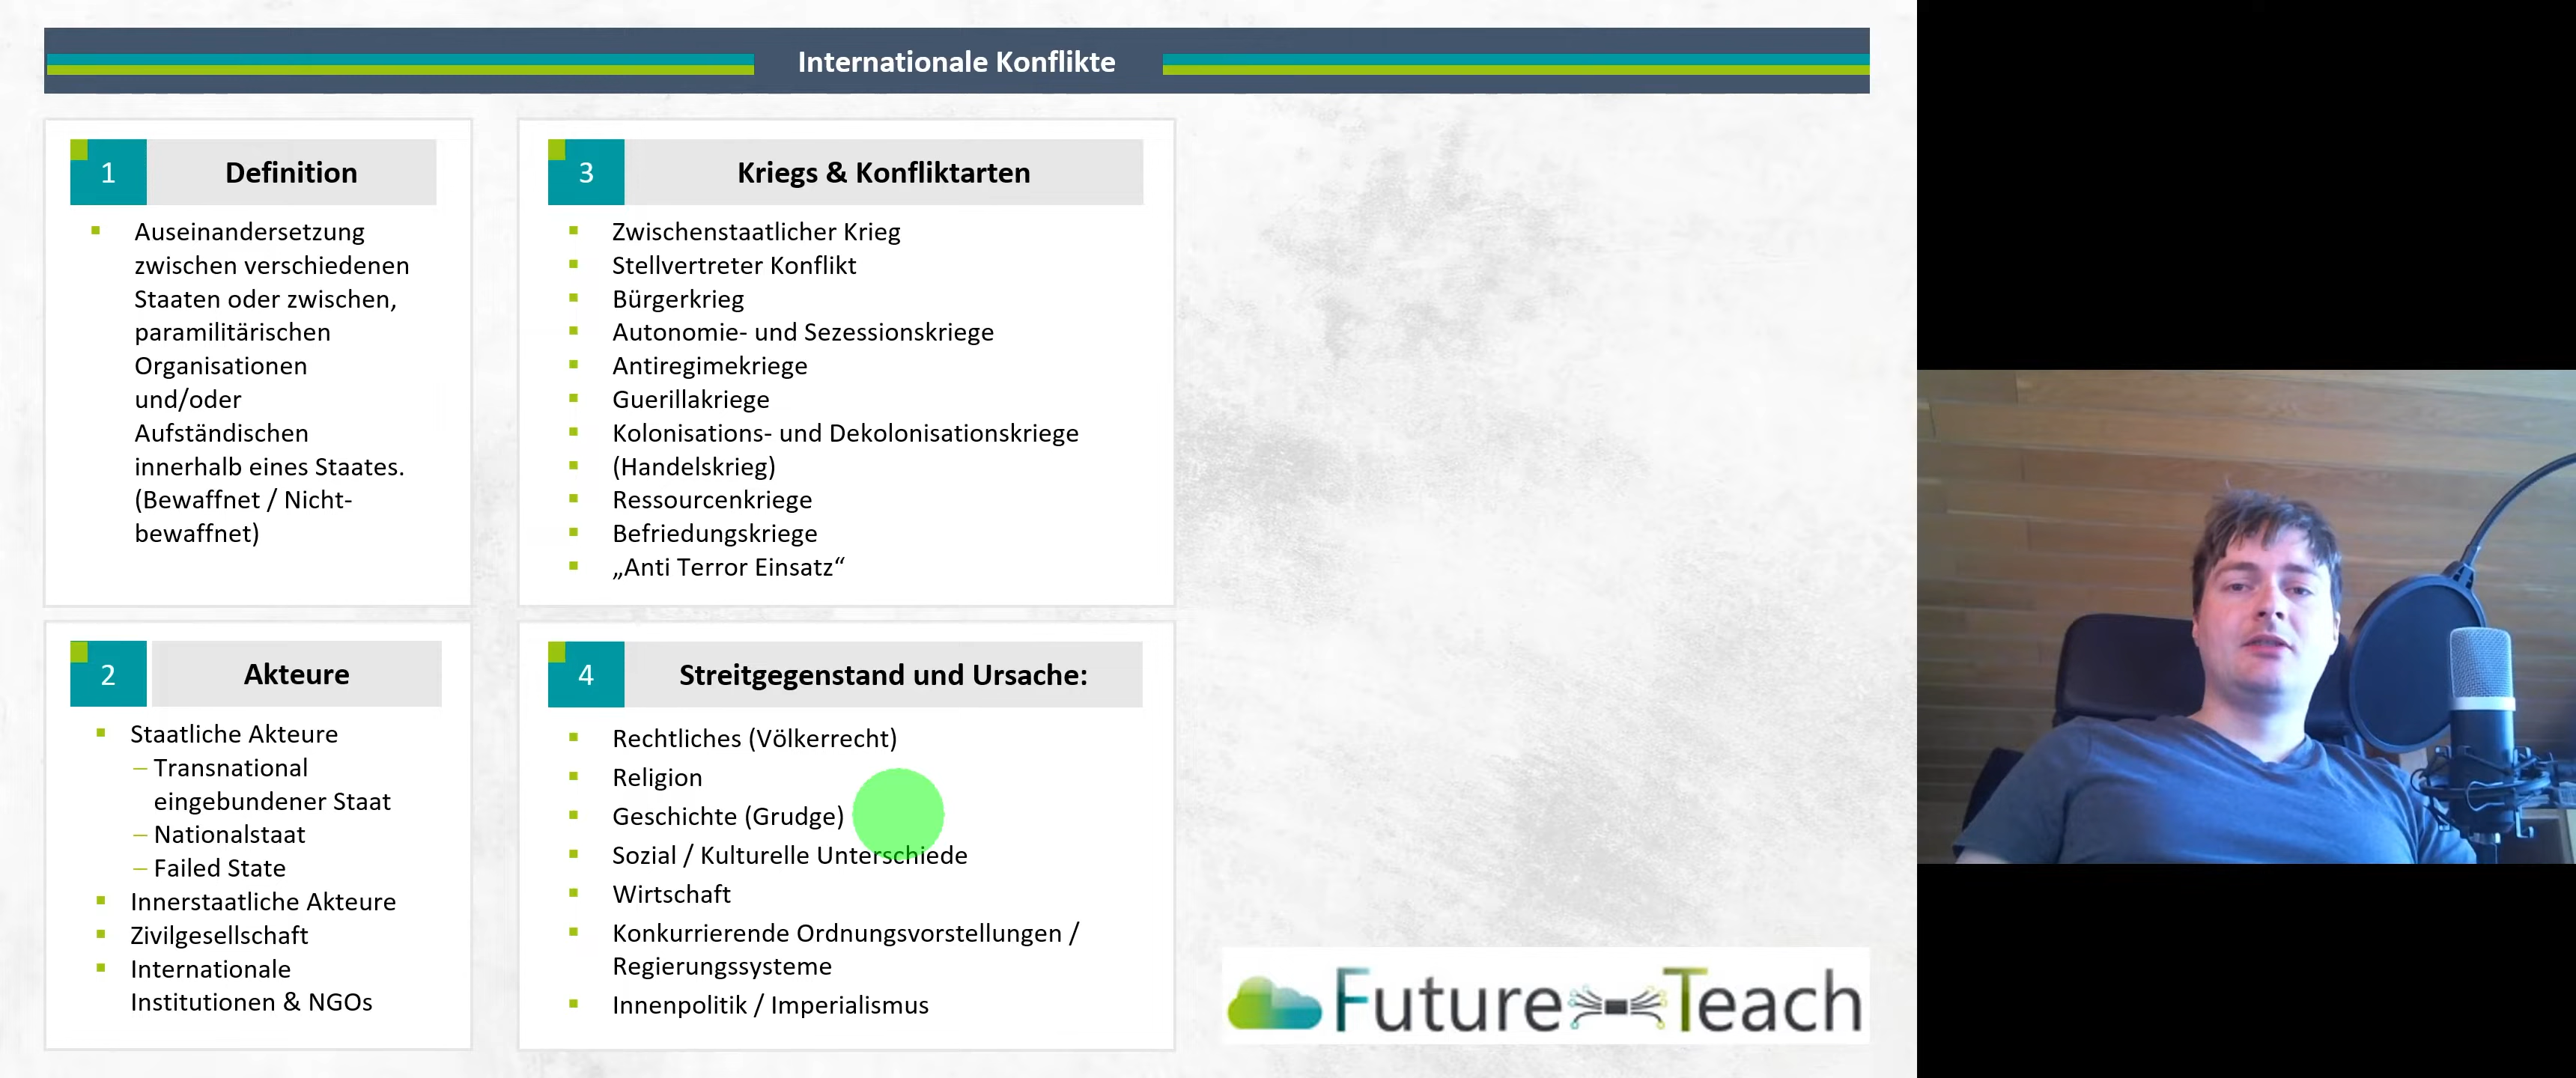 Internationale Konflikte
1
Definition
Auseinandersetzung
zwischen verschiedenen
Staaten oder zwischen,
paramilitärischen
Organisationen
und/oder
Aufständischen
innerhalb eines Staates.
(Bewaffnet / Nicht-
bewaffnet)
2
Akteure
Staatliche Akteure
– Transnational
eingebundener Staat
– Nationalstaat
– Failed State
Innerstaatliche Akteure
Zivilgesellschaft
Internationale
Institutionen & NGOs
3
Kriegs & Konfliktarten
Zwischenstaatlicher Krieg
Stellvertreter Konflikt
Bürgerkrieg
Autonomie- und Sezessionskriege
Antiregimekriege
Guerillakriege
Kolonisations- und Dekolonisationskriege
(Handelskrieg)
Ressourcenkriege
Befriedungskriege
„Anti Terror Einsatz“
4
Streitgegenstand und Ursache:
Rechtliches (Völkerrecht)
Religion
Geschichte (Grudge)
Sozial / Kulturelle Unterschiede
Wirtschaft
Konkurrierende Ordnungsvorstellungen /
Regierungssysteme
Innenpolitik / Imperialismus
Future Teach